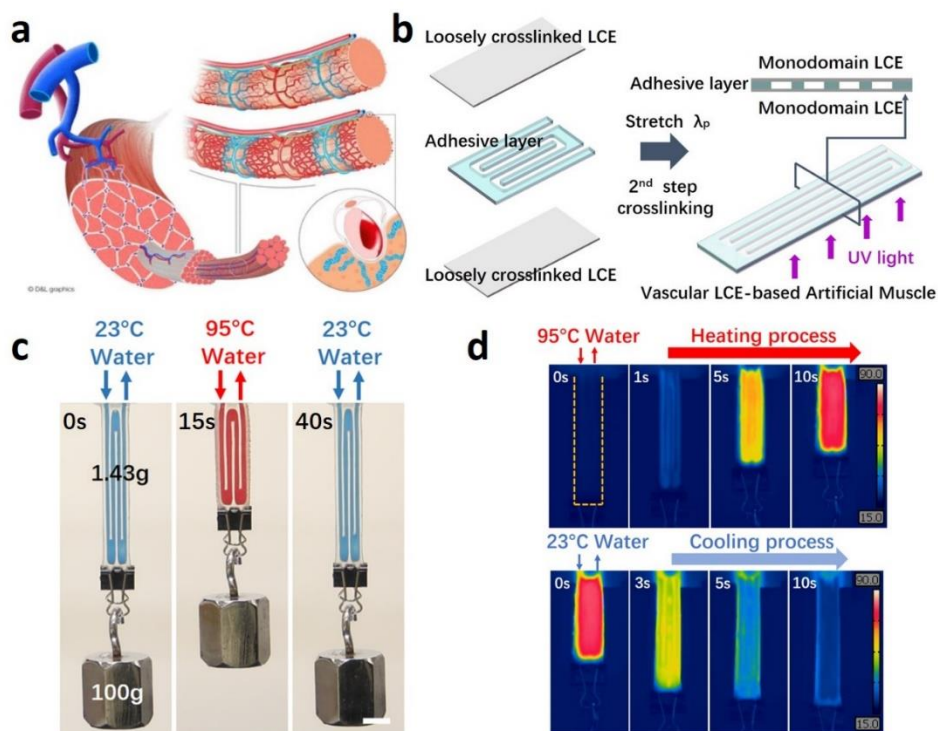 a
© D&L graphics
b
Loosely crosslinked LCE
Adhesive layer
Loosely crosslinked LCE
Stretch λp
2nd step
crosslinking
Monodomain LCE
Adhesive layer
Monodomain LCE
UV light
Vascular LCE-based Artificial Muscle
c
23°C
Water
95°C
Water
23°C
Water
0s
15s
40s
1.43g
100g
d
95°C Water
Heating process
0s
1s
5s
10s
90.0
15.0
23°C Water
Cooling process
0s
3s
5s
10s
90.0
15.0